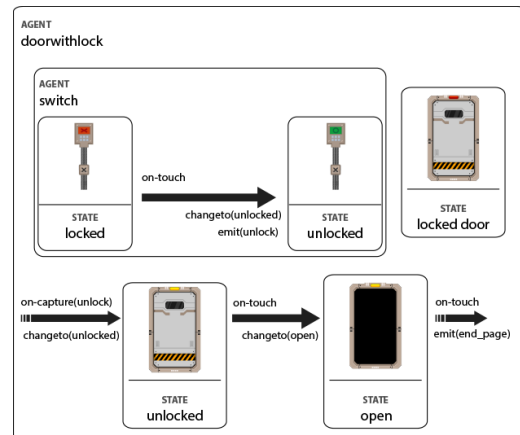 AGENT
doorwithlock
AGENT
switch
on-touch
changeto(unlocked)
emit(unlock)
STATE
locked
STATE
unlocked
STATE
locked door
on-capture(unlock)
changeto(unlocked)
on-touch
changeto(open)
on-touch
emit(end_page)
STATE
unlocked
STATE
open